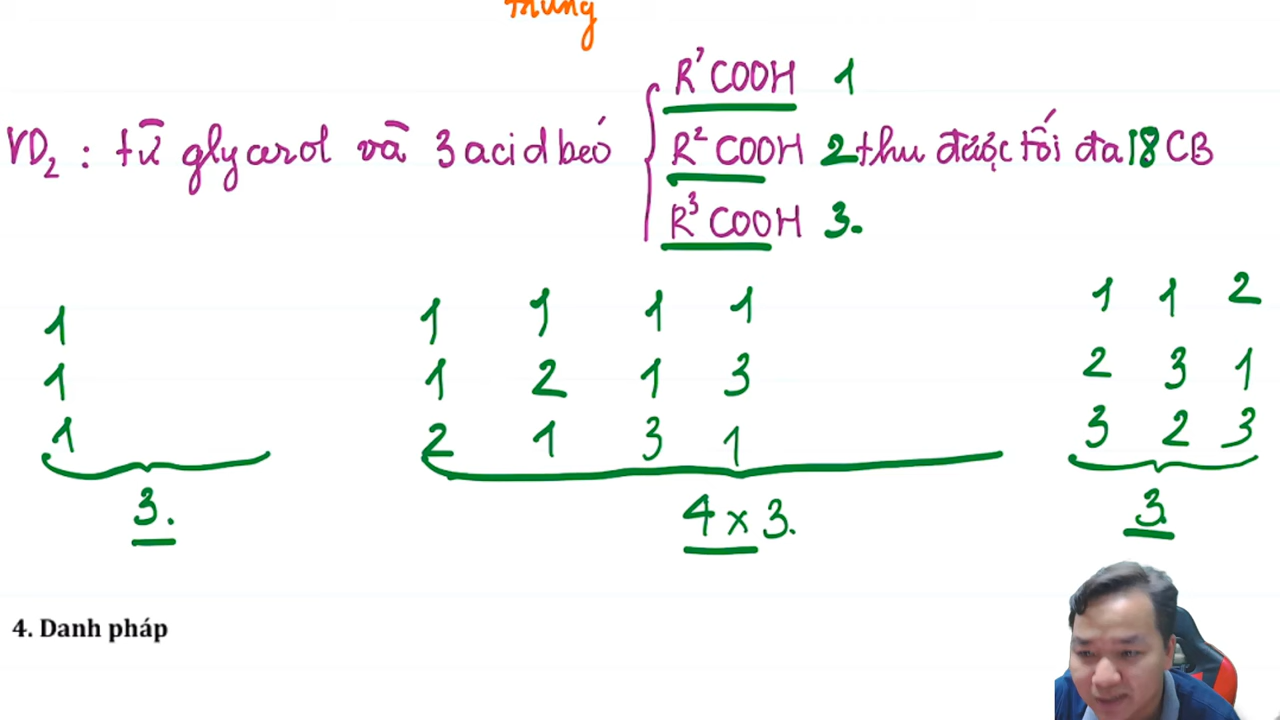 trùng
R¹COOH 1
VD₂ : từ glycerol và 3 acid béo R²COOH 2 thu được tối đa 18 CB
R³COOH 3.
1 1 1 1 1 1 1 2
1 1 2 1 3 2 3 1
1 2 1 3 1 3 2 3
3. 4 x 3. 3.
4. Danh pháp